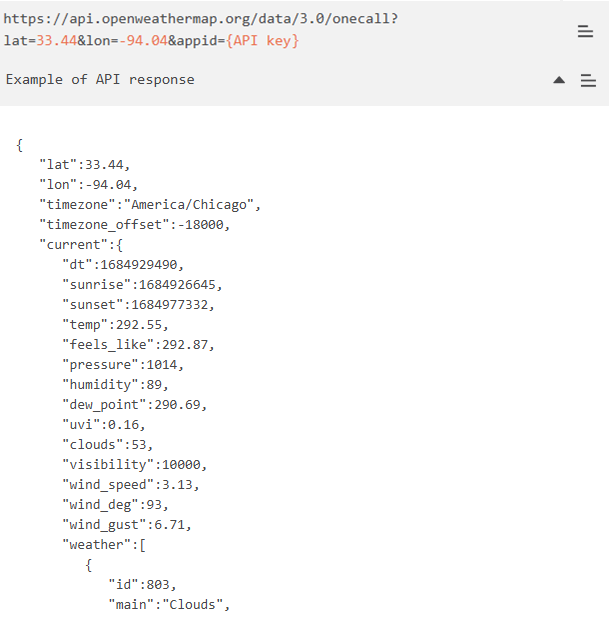 https://api.openweathermap.org/data/3.0/onecall?
lat=33.44&lon=-94.04&appid={API key}
Example of API response
{
"lat":33.44,
"lon":-94.04,
"timezone":"America/Chicago",
"timezone_offset":-18000,
"current":{
"dt":1684929490,
"sunrise":1684926645,
"sunset":1684977332,
"temp":292.55,
"feels_like":292.87,
"pressure":1014,
"humidity":89,
"dew_point":290.69,
"uvi":0.16,
"clouds":53,
"visibility":10000,
"wind_speed":3.13,
"wind_deg":93,
"wind_gust":6.71,
"weather":[
{
"id":803,
"main":"Clouds",